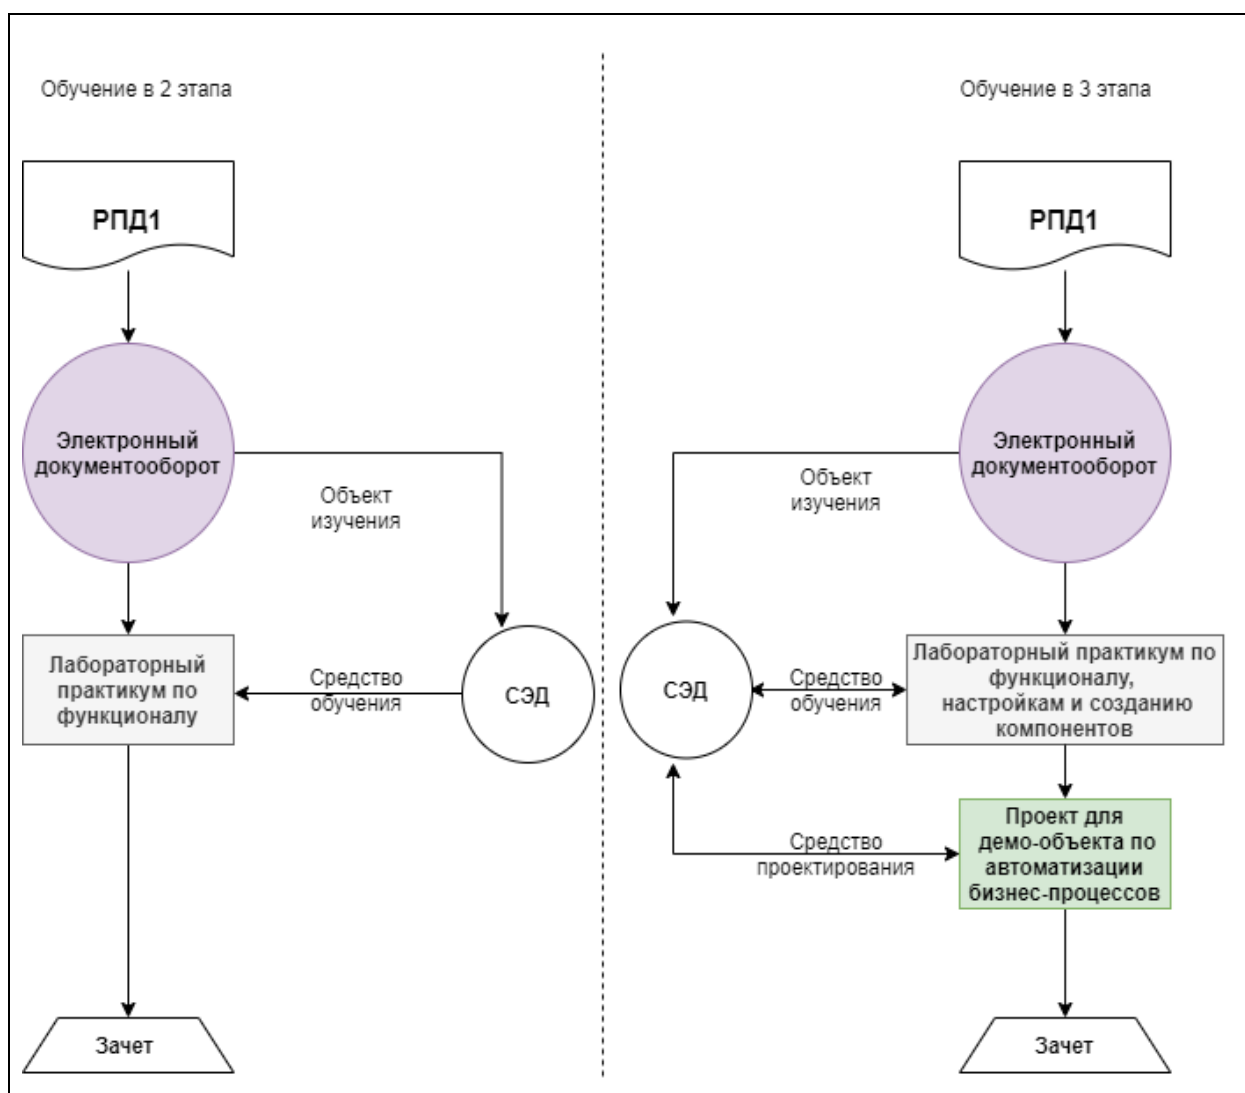 Обучение в 2 этапа
РПД1
Электронный
документооборот
Объект
изучения
Лабораторный
практикум по
функционалу
Средство
обучения
СЭД
Зачет
Обучение в 3 этапа
РПД1
Электронный
документооборот
Объект
изучения
СЭД
Средство
обучения
Лабораторный практикум по
функционалу,
настройкам и созданию
компонентов
Средство
проектирования
Проект для
демо-объекта по
автоматизации
бизнес-процессов
Зачет